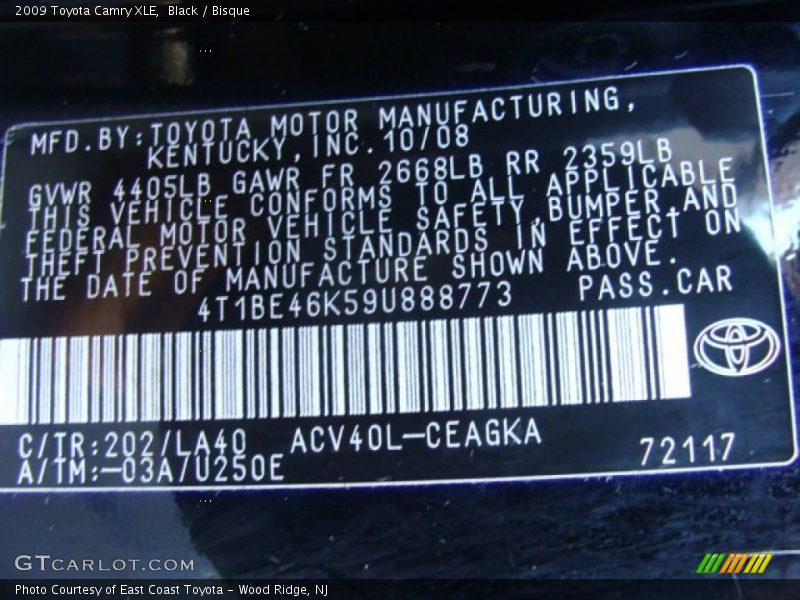 2009 Toyota Camry XLE,  Black / Bisque
MFD.BY:TOYOTA MOTOR MANUFACTURING,
KENTUCKY,INC.10/08
GVWR 4405LB GAWR FR 2668LB RR 2359LB
THIS VEHICLE CONFORMS TO ALL APPLICABLE
FEDERAL MOTOR VEHICLE SAFETY,BUMPER,AND
THEFT PREVENTION STANDARDS IN EFFECT ON
THE DATE OF MANUFACTURE SHOWN ABOVE.
4T1BE46K59U888773 PASS.CAR
C/TR:202/LA40 ACV40L-CEAGKA
A/TM:-03A/U250E 72117
GTCARLOT.COM
Photo Courtesy of East Coast Toyota - Wood Ridge, NJ